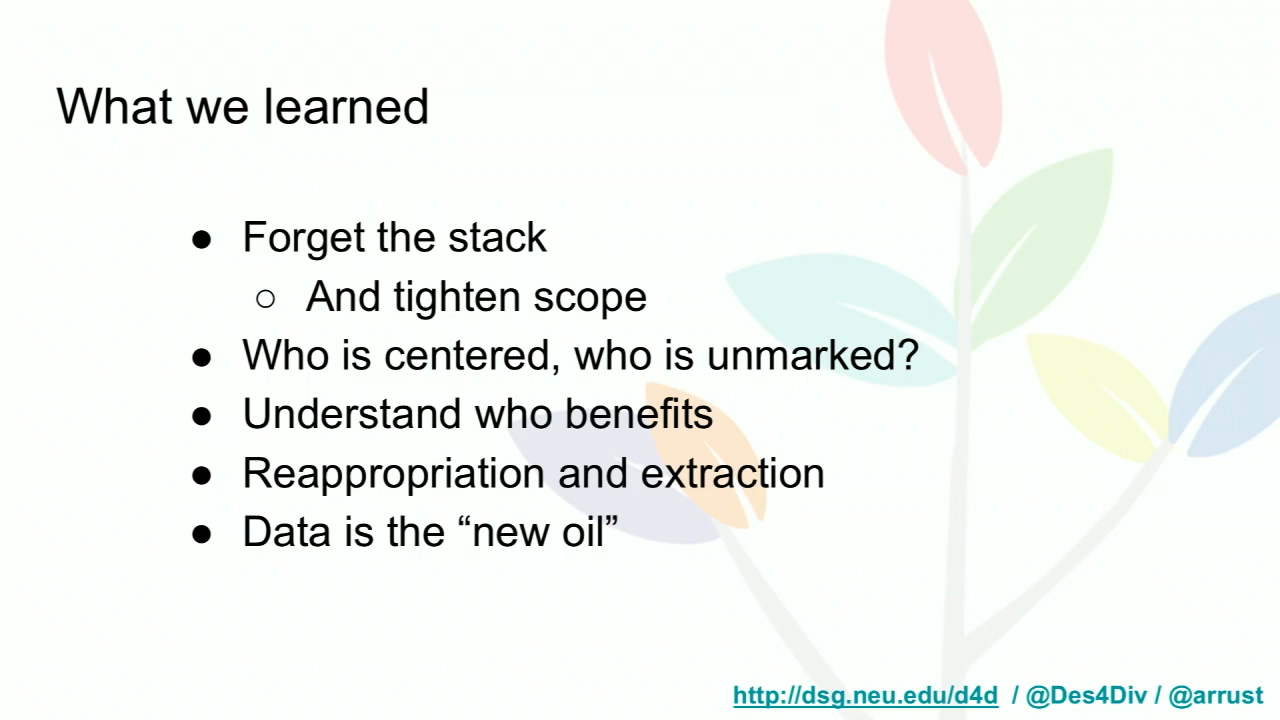 What we learned
● Forget the stack
○ And tighten scope
● Who is centered, who is unmarked?
● Understand who benefits
● Reappropriation and extraction
● Data is the “new oil”
http://dsg.neu.edu/d4d / @Des4Div / @arrust